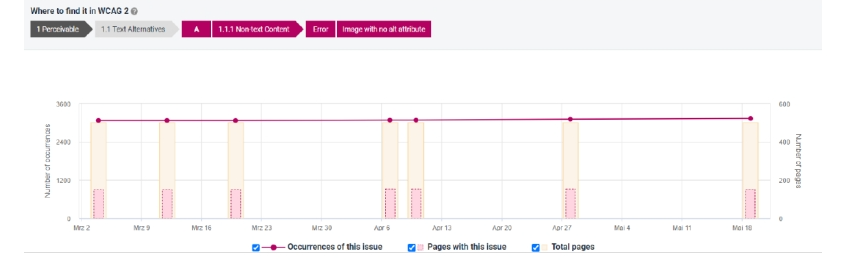 Where to find it in WCAG 2
1 Perceivable 1.1 Text Alternatives A 1.1.1 Non-text Content Error Image with no alt attribute
3600 600
2400 400
1200 200
0 0
Number of occurrences
Number of pages
Mrz 2 Mrz 9 Mrz 16 Mrz 23 Mrz 30 Apr 6 Apr 13 Apr 20 Apr 27 Mai 4 Mai 11 Mai 18
Occurrences of this issue Pages with this issue Total pages